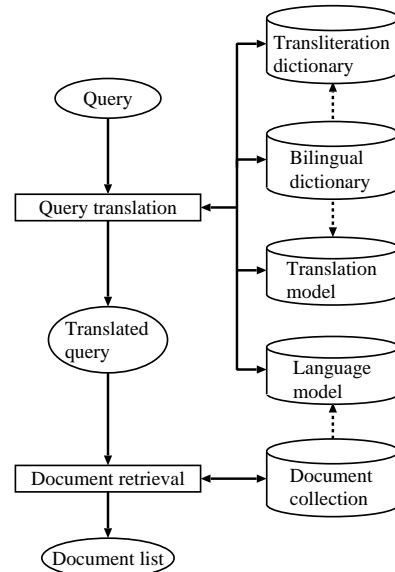 Transliteration
dictionary
Query
Bilingual
dictionary
Query translation
Translation
model
Translated
query
Language
model
Document retrieval
Document
collection
Document list